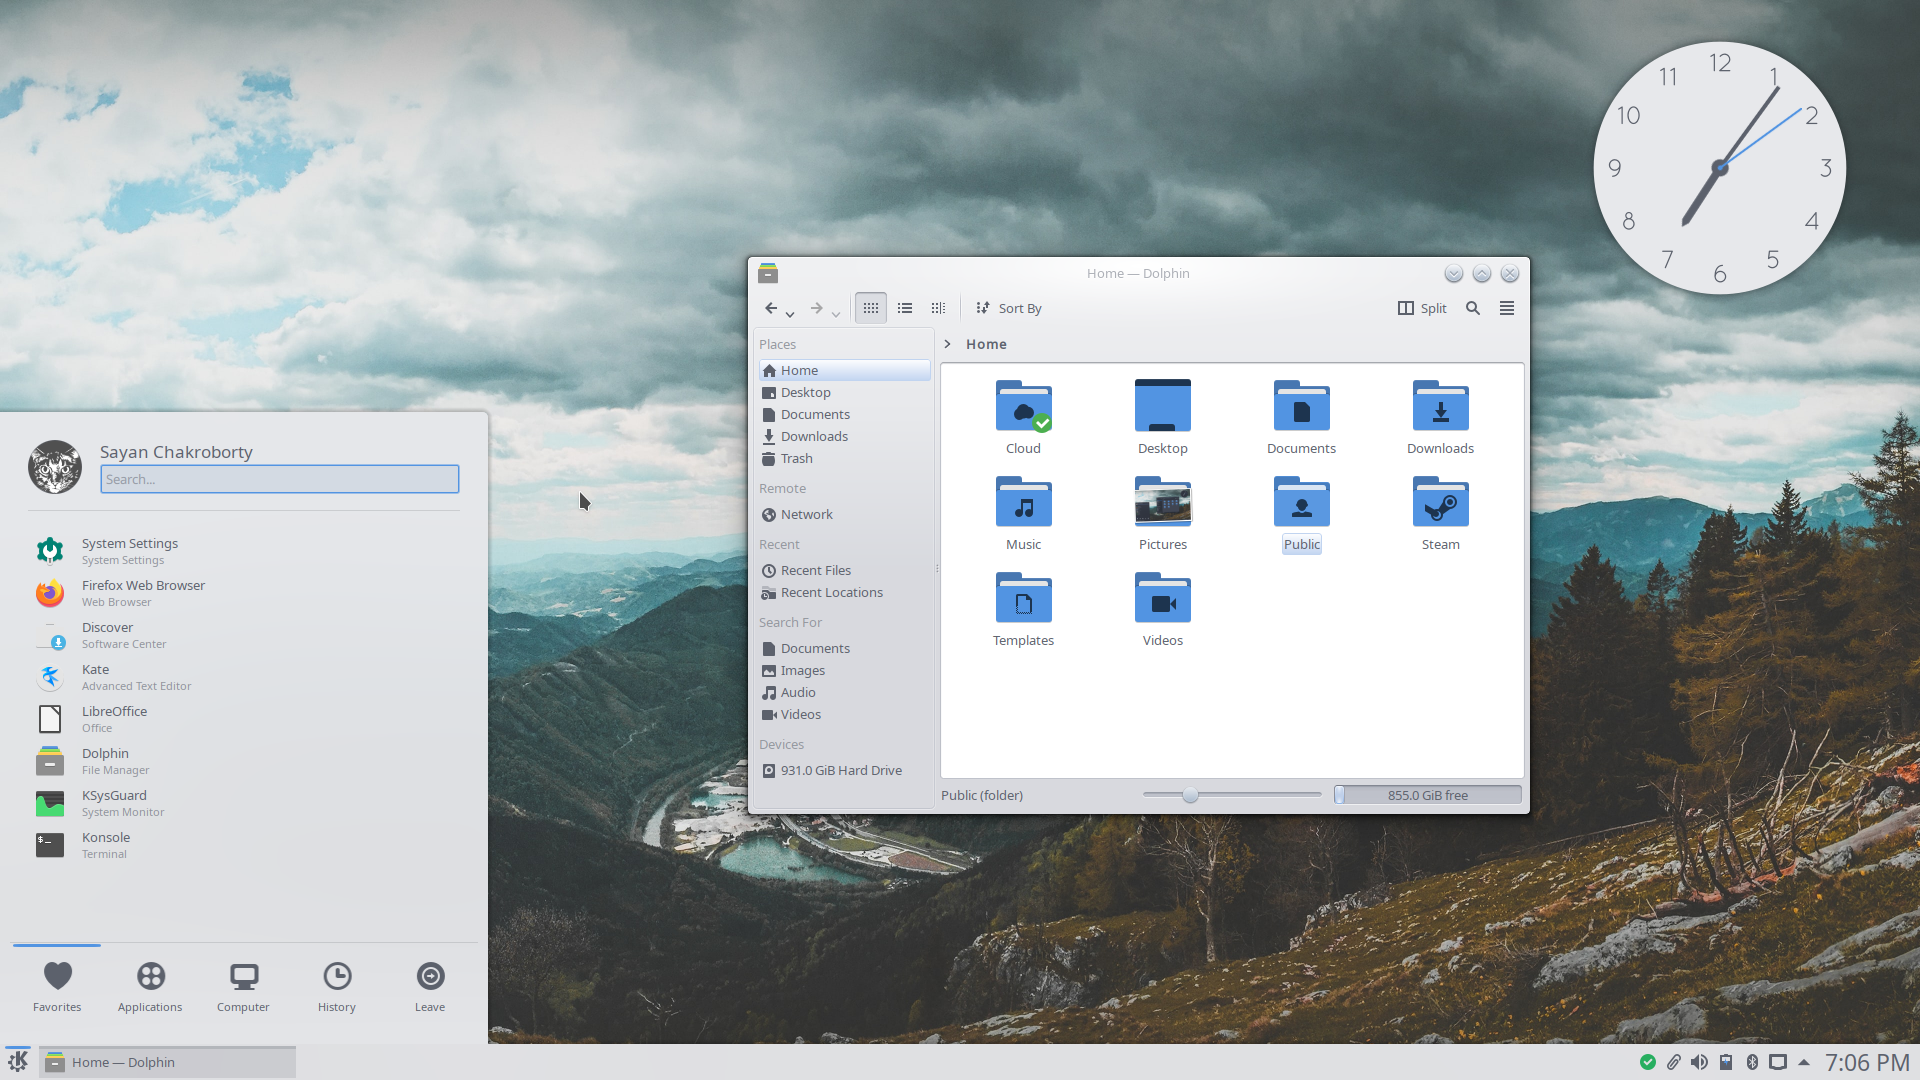 12
11
1
10
2
9
3
8
4
7
5
6
Home — Dolphin
Sort By
Split
Places
Home
Desktop
Documents
Downloads
Trash
Remote
Network
Recent
Recent Files
Recent Locations
Search For
Documents
Images
Audio
Videos
Devices
931.0 GiB Hard Drive
Home
Cloud
Desktop
Documents
Downloads
Music
Pictures
Public
Steam
Templates
Videos
Public (folder)
855.0 GiB free
Sayan Chakroborty
Search...
System Settings
System Settings
Firefox Web Browser
Web Browser
Discover
Software Center
Kate
Advanced Text Editor
LibreOffice
Office
Dolphin
File Manager
KSysGuard
System Monitor
Konsole
Terminal
Favorites
Applications
Computer
History
Leave
Home — Dolphin
7:06 PM